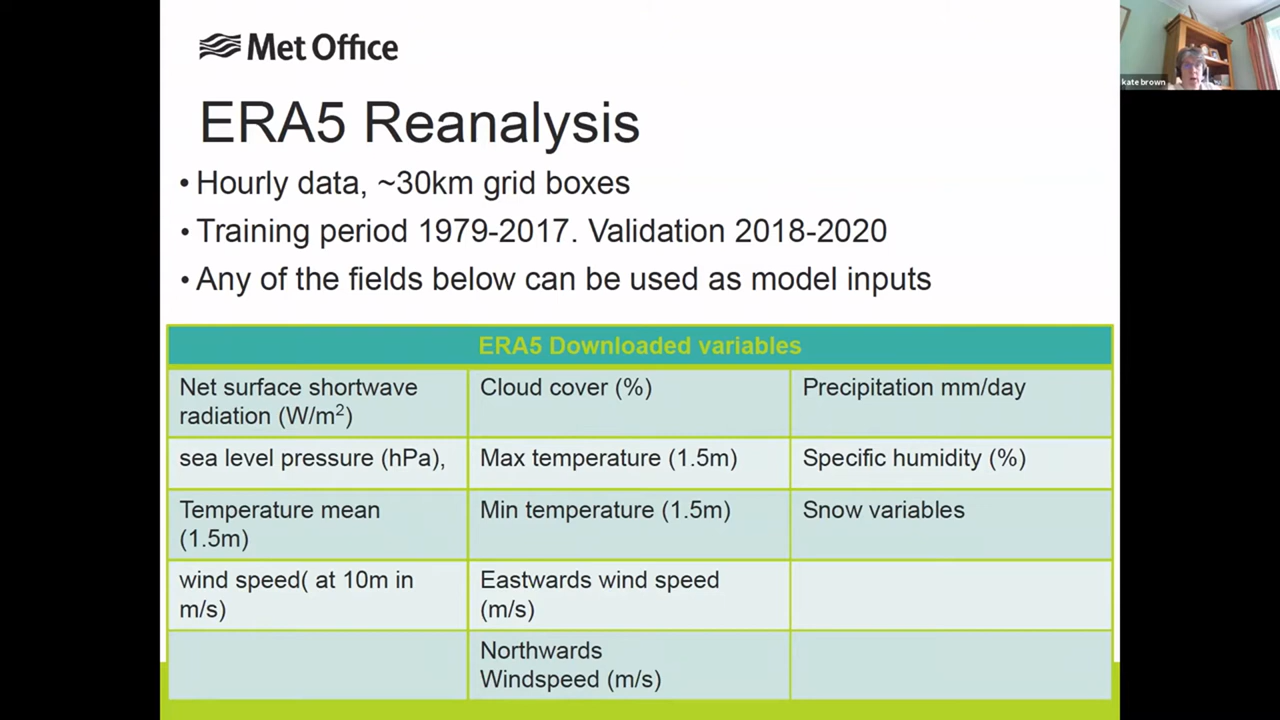 Met Office
kate brown
ERA5 Reanalysis
• Hourly data, ~30km grid boxes
• Training period 1979-2017. Validation 2018-2020
• Any of the fields below can be used as model inputs
ERA5 Downloaded variables
Net surface shortwave
radiation (W/m²)
Cloud cover (%)
Precipitation mm/day
sea level pressure (hPa),
Max temperature (1.5m)
Specific humidity (%)
Temperature mean
(1.5m)
Min temperature (1.5m)
Snow variables
wind speed( at 10m in
m/s)
Eastwards wind speed
(m/s)
Northwards
Windspeed (m/s)